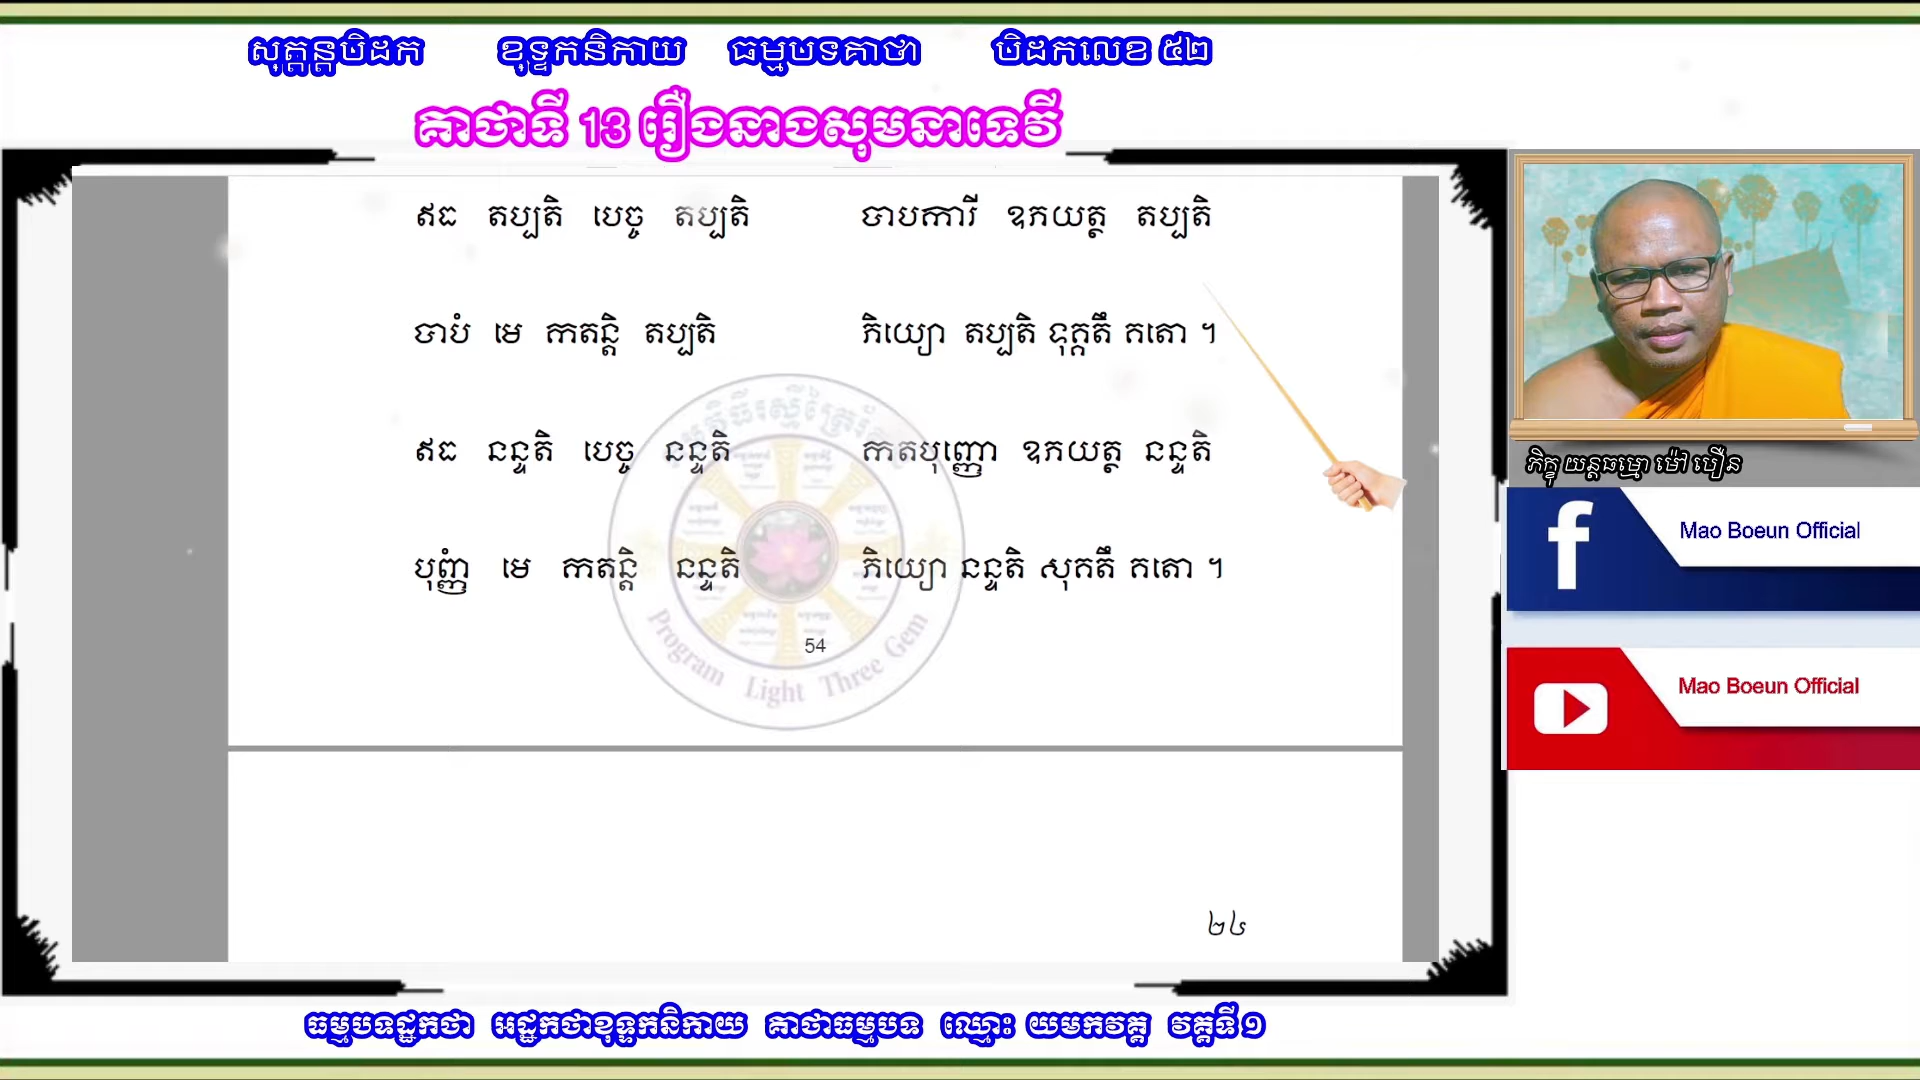 សុត្តន្តបិដក ខុទ្ទកនិកាយ ធម្មបទគាថា បិដកលេខ ៥២
គាថាទី 13 រឿងនាងសុមនាទេវី
ឥធ តប្បតិ បេច្ច តប្បតិ បាបការី ឧភយត្ថ តប្បតិ
បាបំ មេ កតន្តិ តប្បតិ ភិយ្យោ តប្បតិ ទុគ្គតឹ គតោ ។
ឥធ នន្ទតិ បេច្ច នន្ទតិ កតបុញ្ញោ ឧភយត្ថ នន្ទតិ
បុញ្ញំ មេ កតន្តិ នន្ទតិ ភិយ្យោ នន្ទតិ សុគតឹ គតោ ។
54
Program Light Three Gem
២៤
ភិក្ខុ យន្តធម្មោ ម៉ៅ បឿន
Mao Boeun Official
Mao Boeun Official
ធម្មបទដ្ឋកថា អដ្ឋកថាខុទ្ទកនិកាយ គាថាធម្មបទ ឈ្មោះ យមកវគ្គ វគ្គទី ១